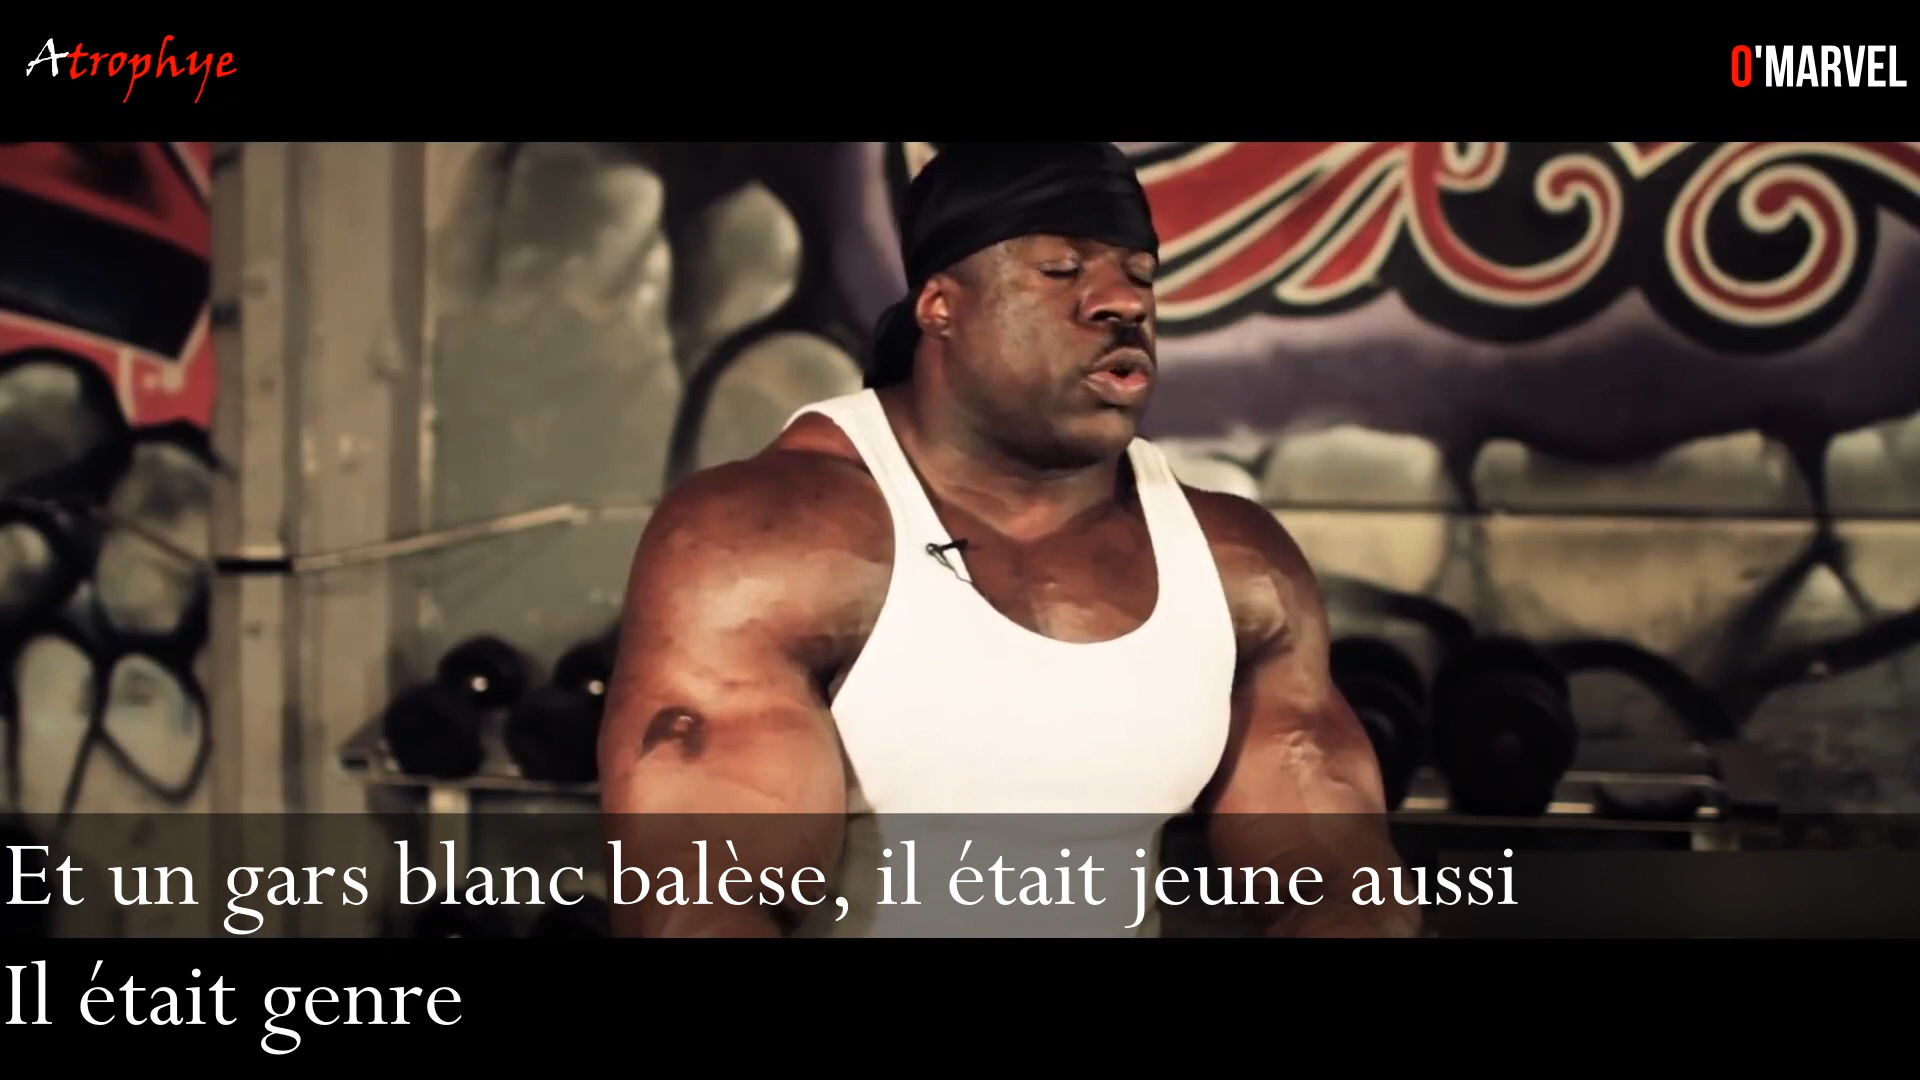 Atrophye
O'MARVEL
Et un gars blanc balèse, il était jeune aussi
Il était genre